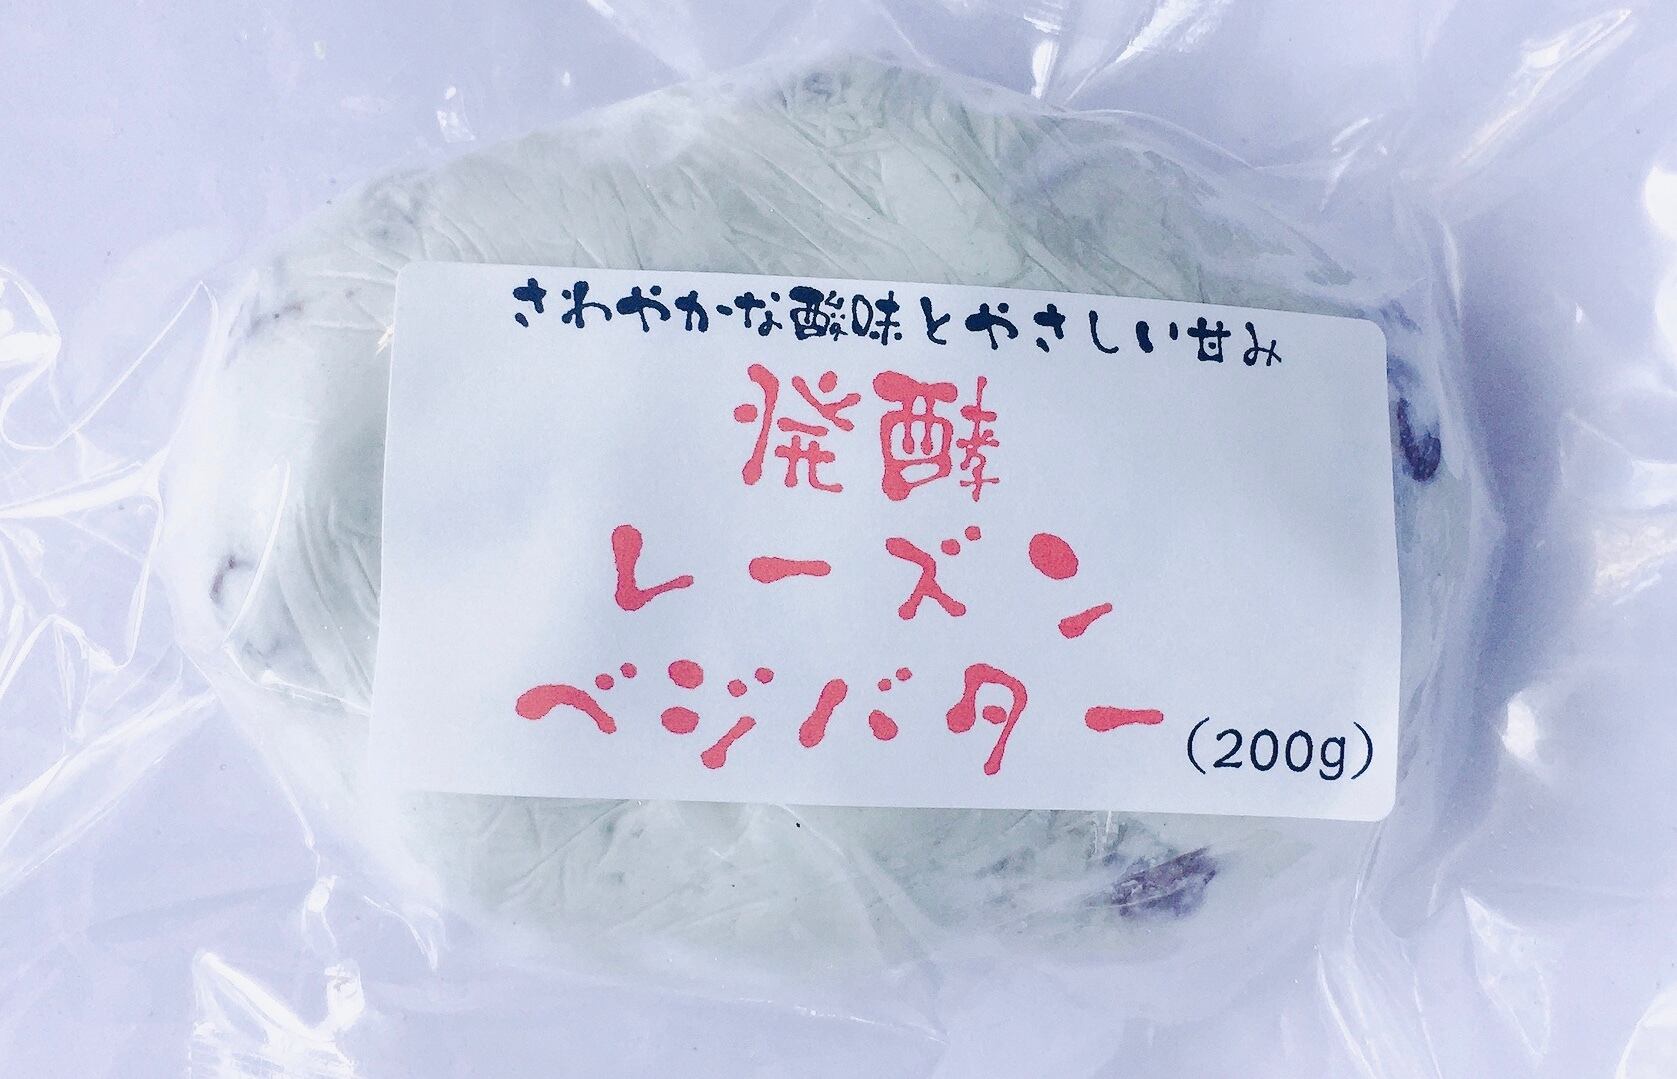 さわやかな酸味とやさしい甘み
発酵
レーズン
ベジバター(200g)